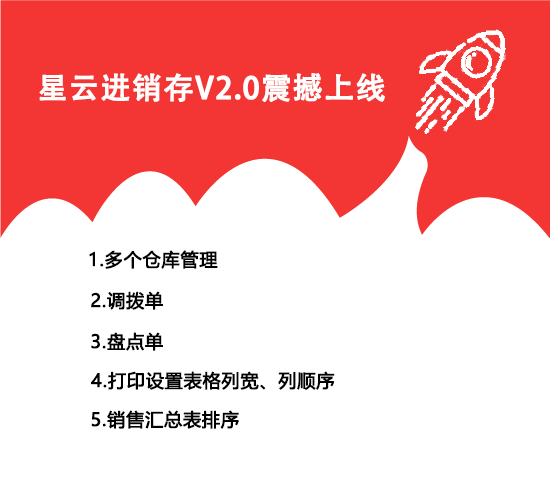 星云进销存V2.0震撼上线
1.多个仓库管理
2.调拨单
3.盘点单
4.打印设置表格列宽、列顺序
5.销售汇总表排序